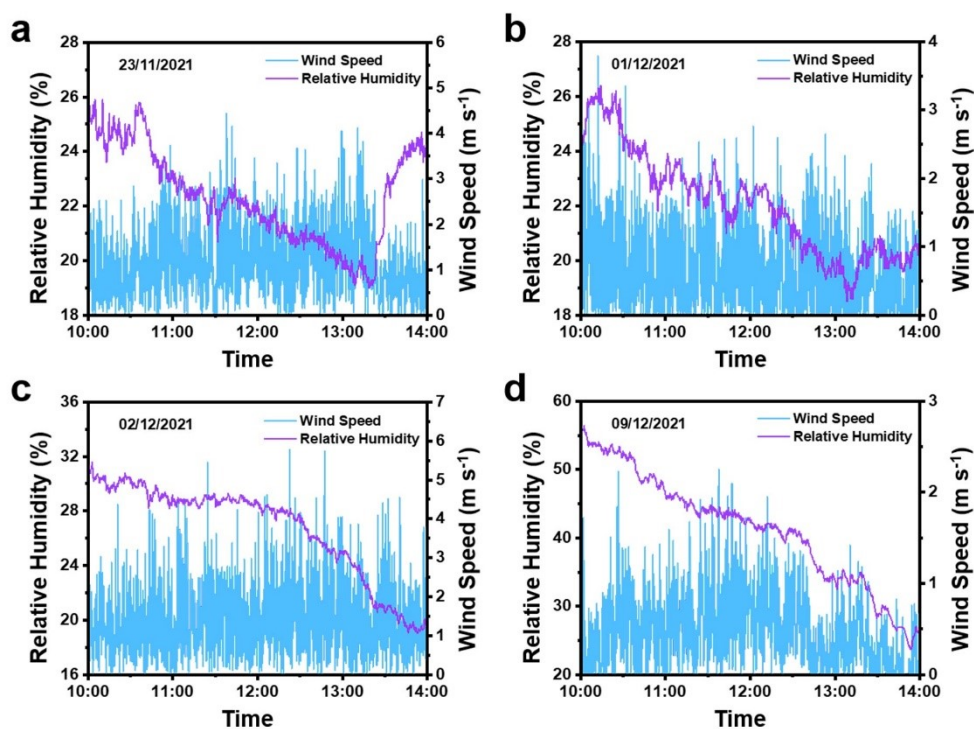 a
23/11/2021
Wind Speed
Relative Humidity
Relative Humidity (%)
28
26
24
22
20
18
Wind Speed (m s⁻¹)
6
5
4
3
2
1
0
10:00 11:00 12:00 13:00 14:00
Time
b
01/12/2021
Wind Speed
Relative Humidity
Relative Humidity (%)
28
26
24
22
20
18
Wind Speed (m s⁻¹)
4
3
2
1
0
10:00 11:00 12:00 13:00 14:00
Time
c
02/12/2021
Wind Speed
Relative Humidity
Relative Humidity (%)
36
32
28
24
20
16
Wind Speed (m s⁻¹)
7
6
5
4
3
2
1
0
10:00 11:00 12:00 13:00 14:00
Time
d
09/12/2021
Wind Speed
Relative Humidity
Relative Humidity (%)
60
50
40
30
20
Wind Speed (m s⁻¹)
3
2
1
0
10:00 11:00 12:00 13:00 14:00
Time